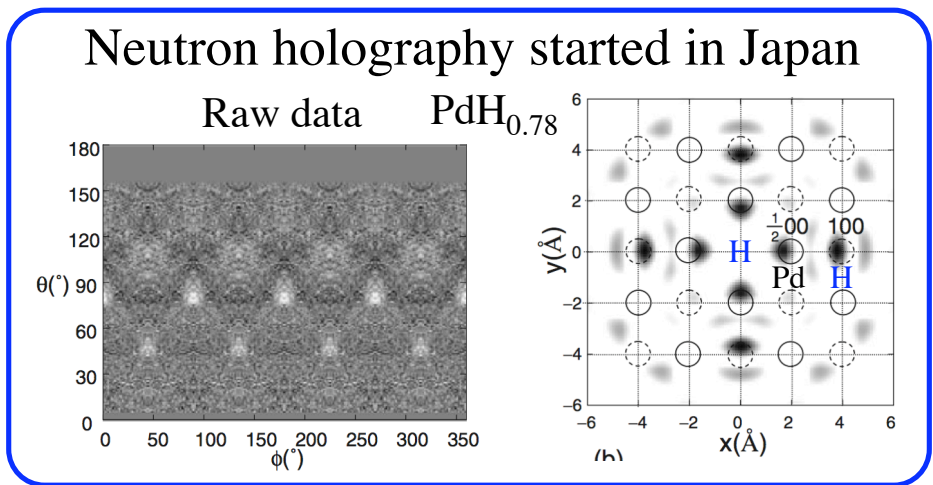 Neutron holography started in Japan
Raw data
PdH0.78
180
150
120
θ(°) 90
60
30
0
0 50 100 150 200 250 300 350
ϕ(°)
6
4
2
y(Å) 0
−2
−4
−6
−6 −4 −2 0 2 4 6
x(Å)
½00 100
H
Pd H
(b)